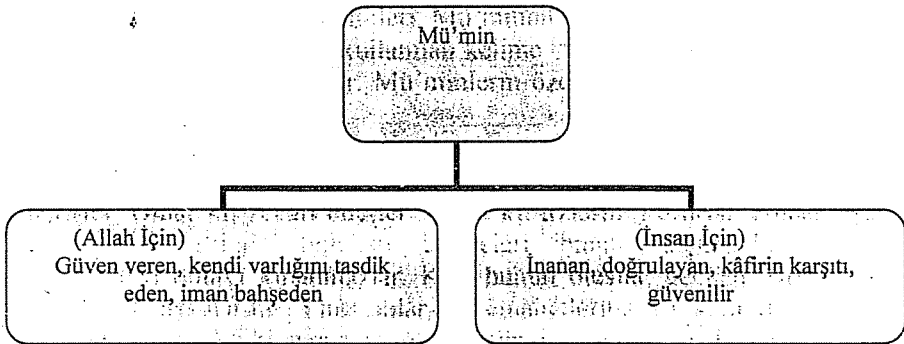 Mü'min
(Allah İçin)
Güven veren, kendi varlığını tasdik
eden, iman bahşeden
(İnsan İçin)
İnanan, doğrulayan, kâfirin karşıtı,
güvenilir